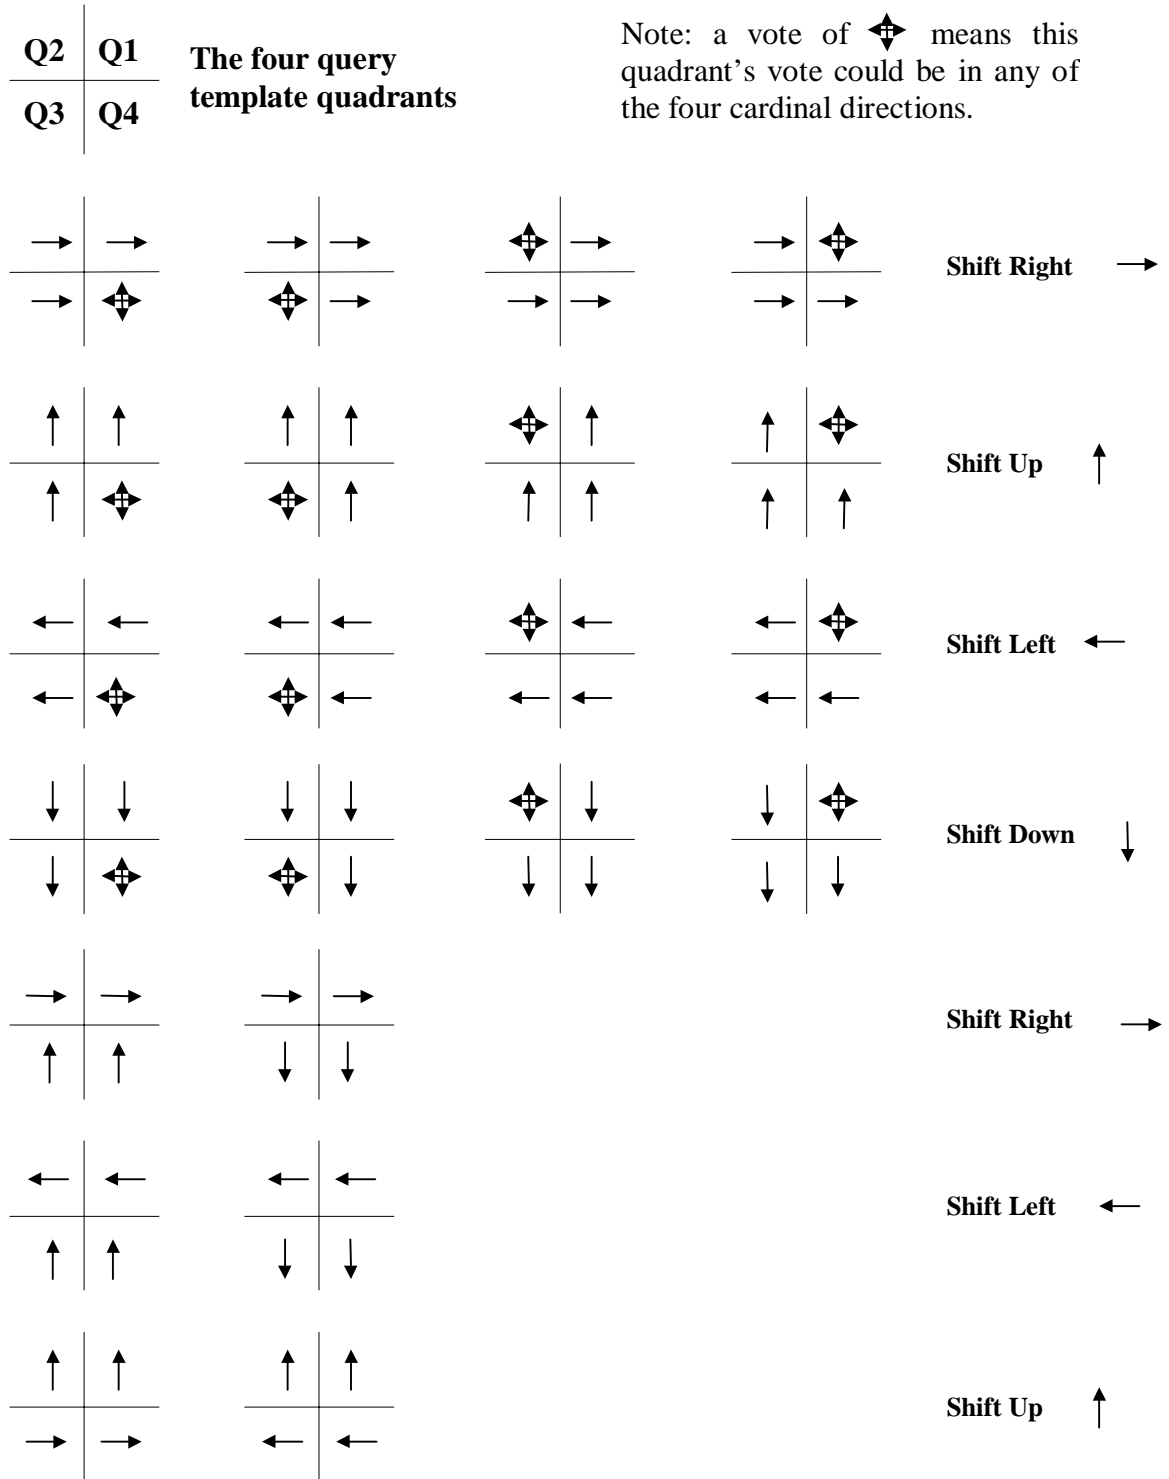 Q2 Q1
Q3 Q4
The four query
template quadrants
Note: a vote of means this
quadrant's vote could be in any of
the four cardinal directions.
Shift Right
Shift Up
Shift Left
Shift Down
Shift Right
Shift Left
Shift Up